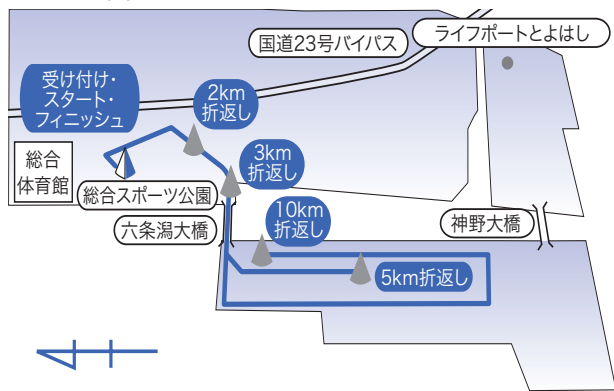 ライフポートとよはし
国道23号バイパス
受け付け・
スタート・
フィニッシュ
2km
折返し
総合
体育館
3km
折返し
総合スポーツ公園
六条潟大橋
10km
折返し
神野大橋
5km折返し